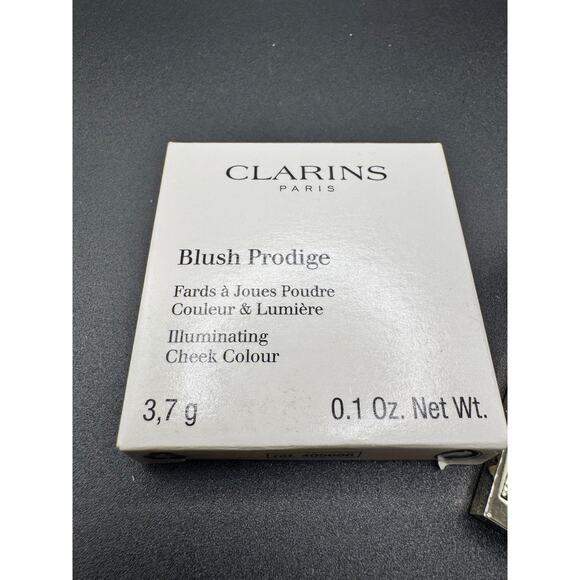 CLARINS
PARIS
Blush Prodige
Fards à Joues Poudre
Couleur & Lumière
Illuminating
Cheek Colour
3,7 g 0.1 Oz. Net Wt.